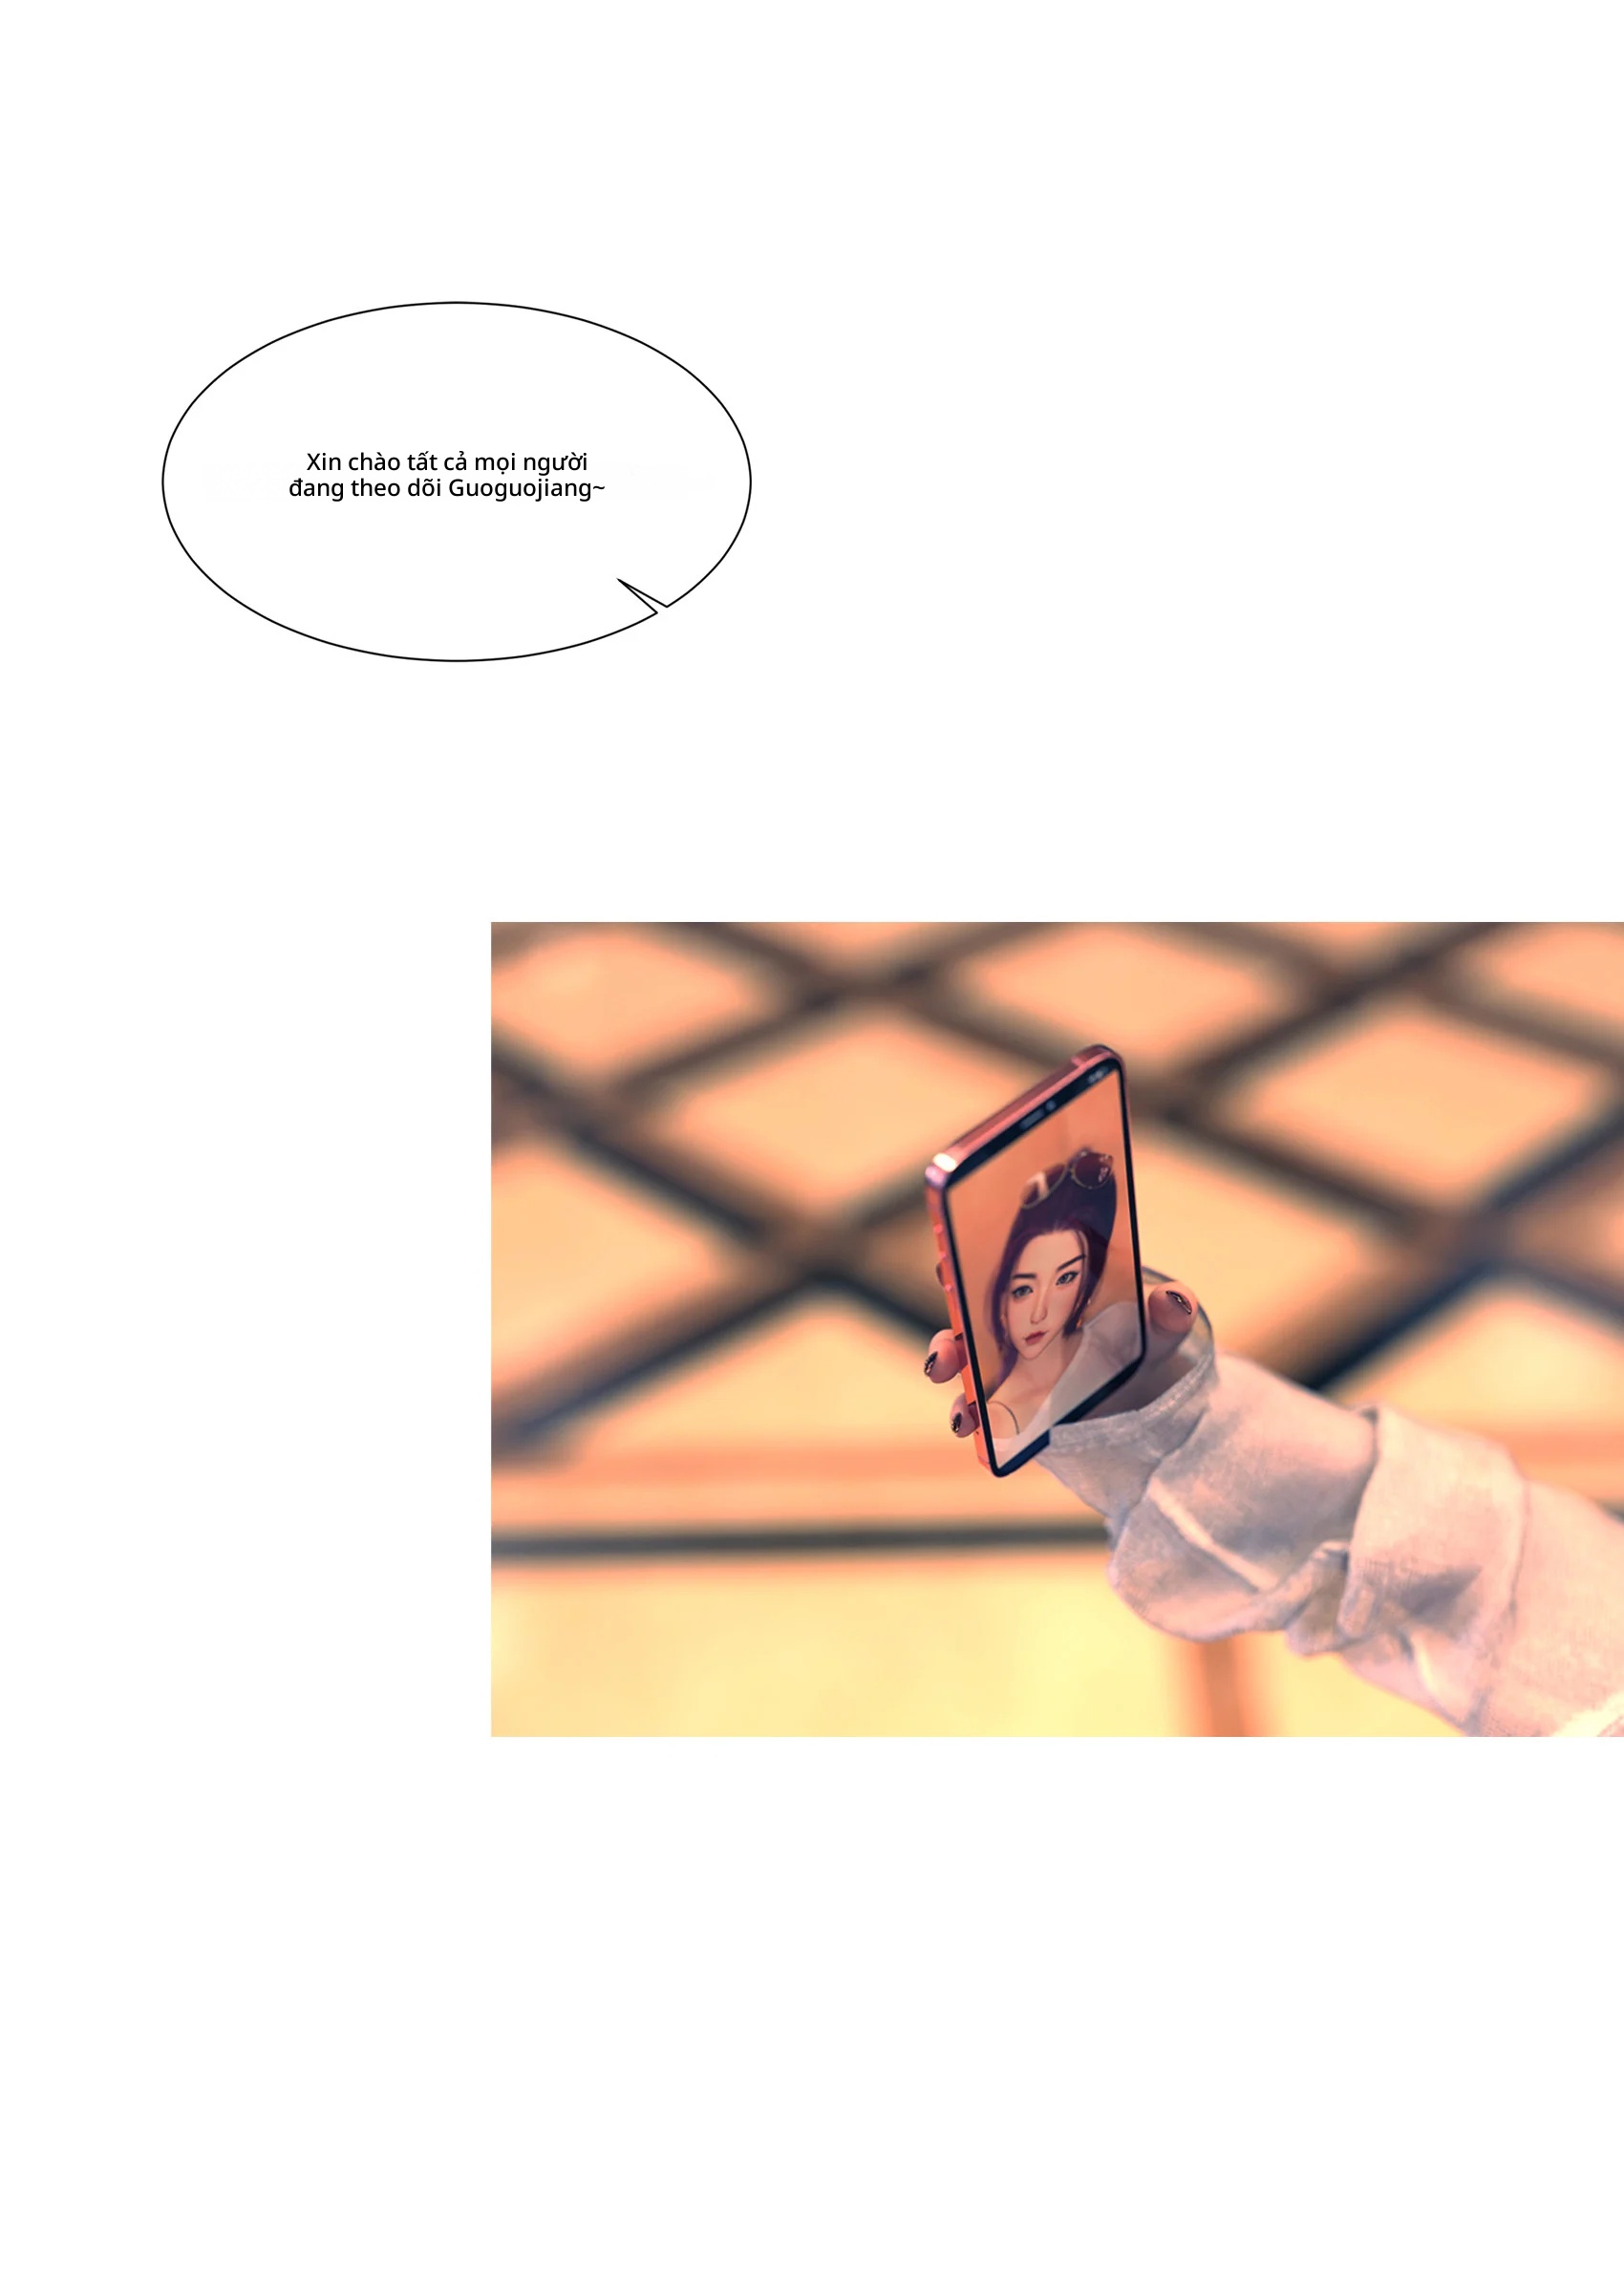 Xin chào tất cả mọi người
đang theo dõi Guoguojiang~